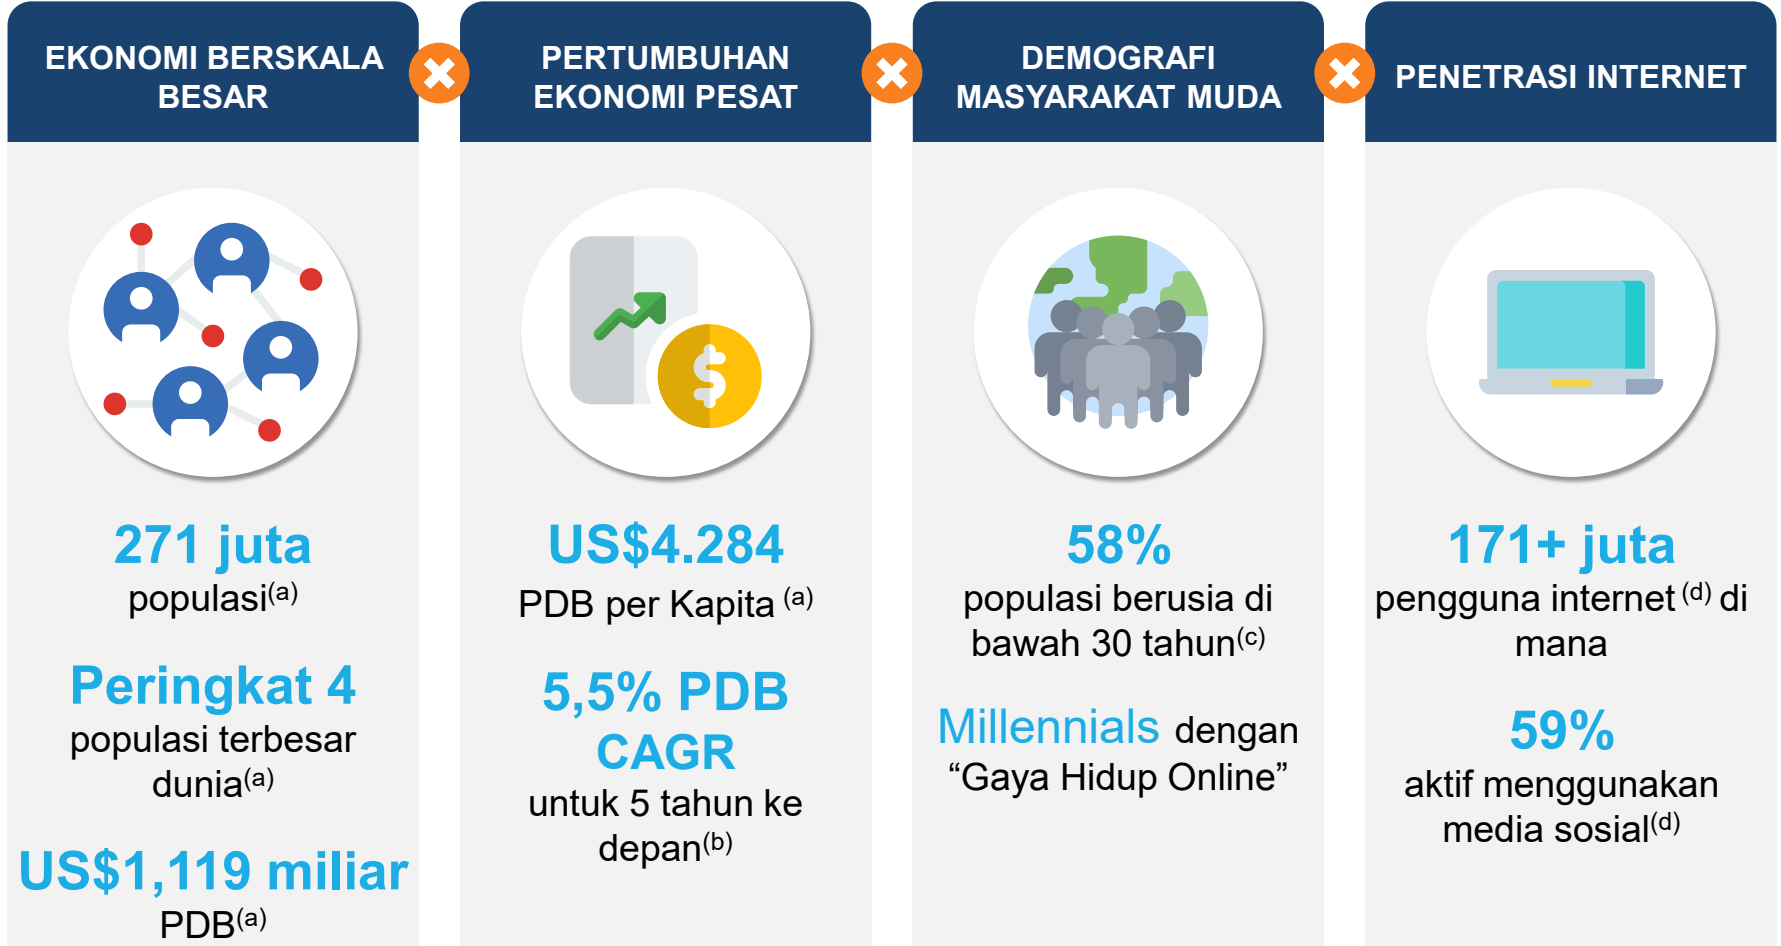 EKONOMI BERSKALA
BESAR
271 juta
populasi(a)
Peringkat 4
populasi terbesar
dunia(a)
US$1,119 miliar
PDB(a)
PERTUMBUHAN
EKONOMI PESAT
US$4.284
PDB per Kapita (a)
5,5% PDB
CAGR
untuk 5 tahun ke
depan(b)
DEMOGRAFI
MASYARAKAT MUDA
58%
populasi berusia di
bawah 30 tahun(c)
Millennials dengan
“Gaya Hidup Online”
PENETRASI INTERNET
171+ juta
pengguna internet (d) di
mana
59%
aktif menggunakan
media sosial(d)